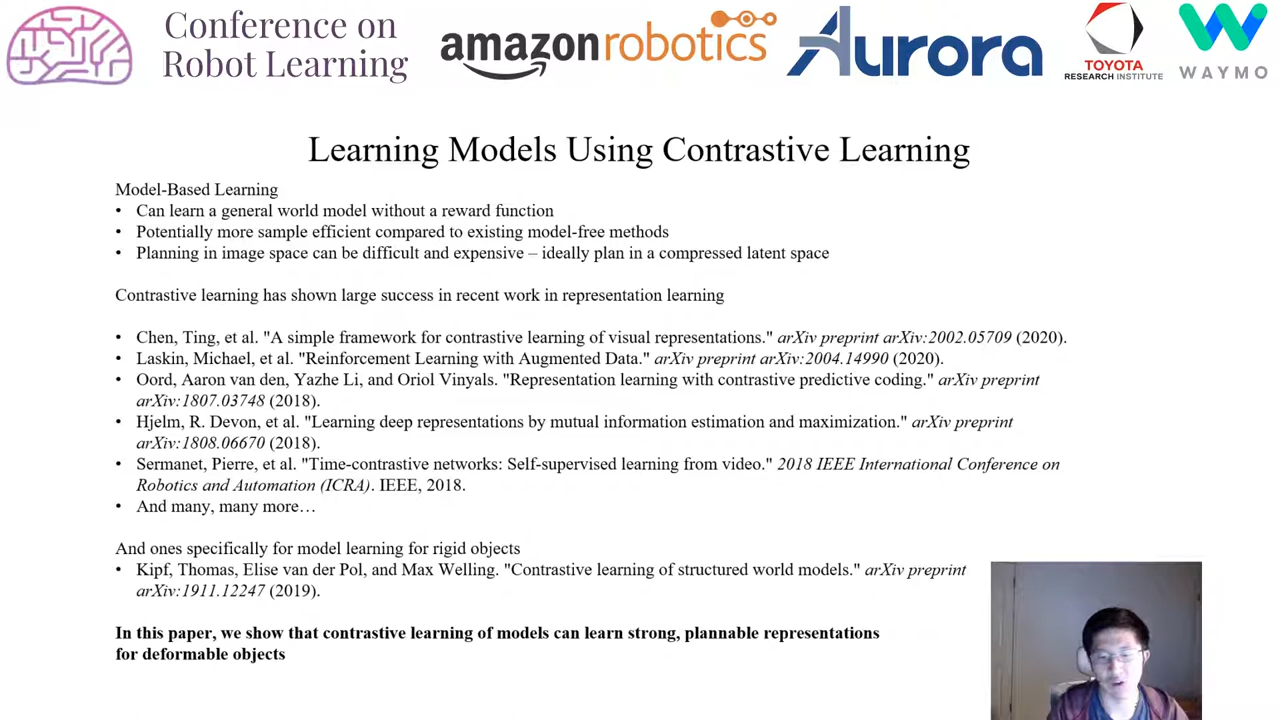 Conference on
Robot Learning
amazonrobotics
Aurora
TOYOTA
RESEARCH INSTITUTE
WAYMO
Learning Models Using Contrastive Learning
Model-Based Learning
• Can learn a general world model without a reward function
• Potentially more sample efficient compared to existing model-free methods
• Planning in image space can be difficult and expensive – ideally plan in a compressed latent space
Contrastive learning has shown large success in recent work in representation learning
• Chen, Ting, et al. "A simple framework for contrastive learning of visual representations." arXiv preprint arXiv:2002.05709 (2020).
• Laskin, Michael, et al. "Reinforcement Learning with Augmented Data." arXiv preprint arXiv:2004.14990 (2020).
• Oord, Aaron van den, Yazhe Li, and Oriol Vinyals. "Representation learning with contrastive predictive coding." arXiv preprint
arXiv:1807.03748 (2018).
• Hjelm, R. Devon, et al. "Learning deep representations by mutual information estimation and maximization." arXiv preprint
arXiv:1808.06670 (2018).
• Sermanet, Pierre, et al. "Time-contrastive networks: Self-supervised learning from video." 2018 IEEE International Conference on
Robotics and Automation (ICRA). IEEE, 2018.
• And many, many more…
And ones specifically for model learning for rigid objects
• Kipf, Thomas, Elise van der Pol, and Max Welling. "Contrastive learning of structured world models." arXiv preprint
arXiv:1911.12247 (2019).
In this paper, we show that contrastive learning of models can learn strong, plannable representations
for deformable objects